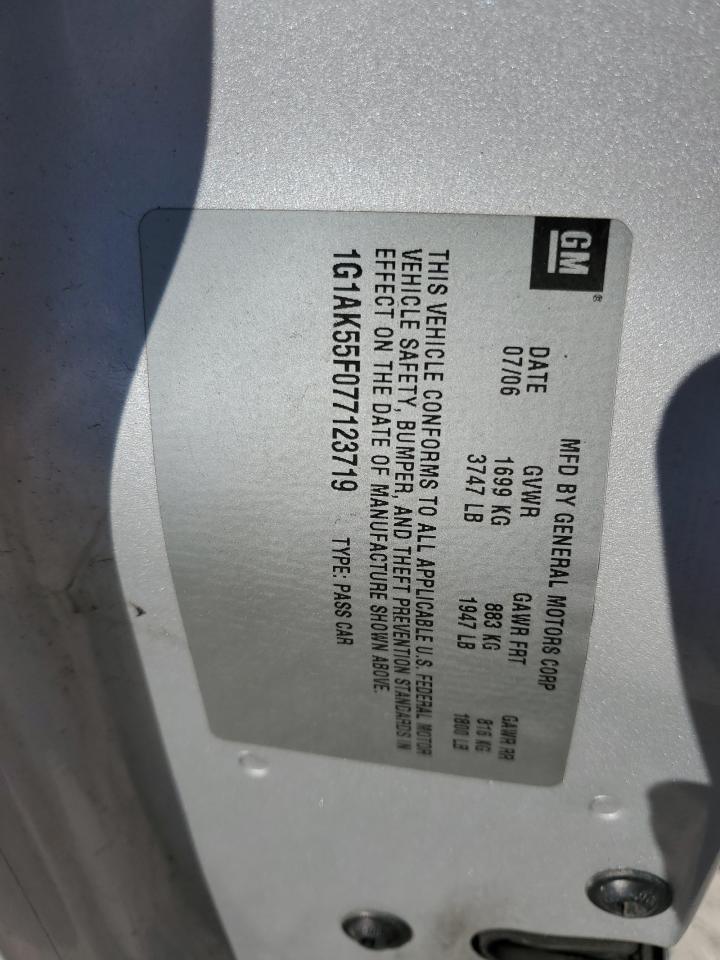 GM®
MFD BY GENERAL MOTORS CORP
DATE GVWR GAWR FRT GAWR RR
07/06 1699 KG 883 KG 816 KG
3747 LB 1947 LB 1800 LB
THIS VEHICLE CONFORMS TO ALL APPLICABLE U.S. FEDERAL MOTOR
VEHICLE SAFETY, BUMPER, AND THEFT PREVENTION STANDARDS IN
EFFECT ON THE DATE OF MANUFACTURE SHOWN ABOVE.
1G1AK55F077123719 TYPE: PASS CAR